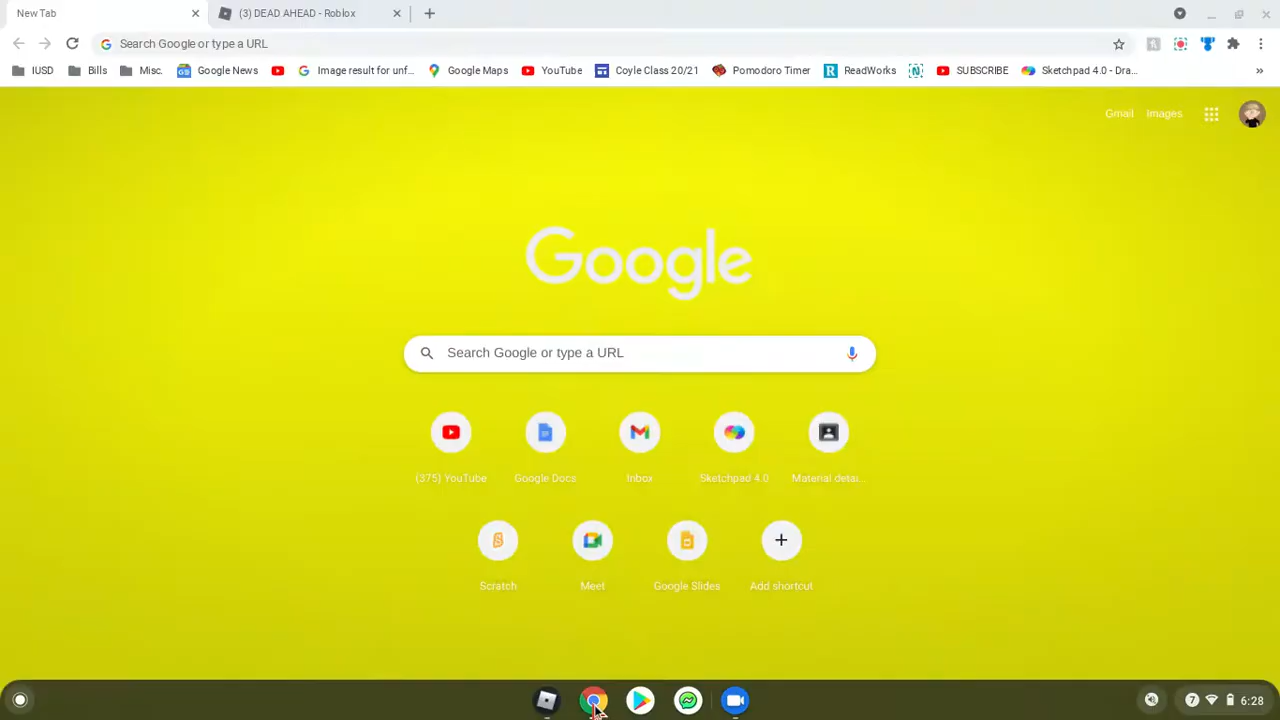 New Tab
(3) DEAD AHEAD - Roblox
Search Google or type a URL
IUSD Bills Misc. Google News Image result for unf... Google Maps YouTube Coyle Class 20/21 Pomodoro Timer ReadWorks SUBSCRIBE Sketchpad 4.0 - Dra... »
Gmail Images
Google
Search Google or type a URL
(375) YouTube Google Docs Inbox Sketchpad 4.0 Material detai...
Scratch Meet Google Slides Add shortcut
7 6:28